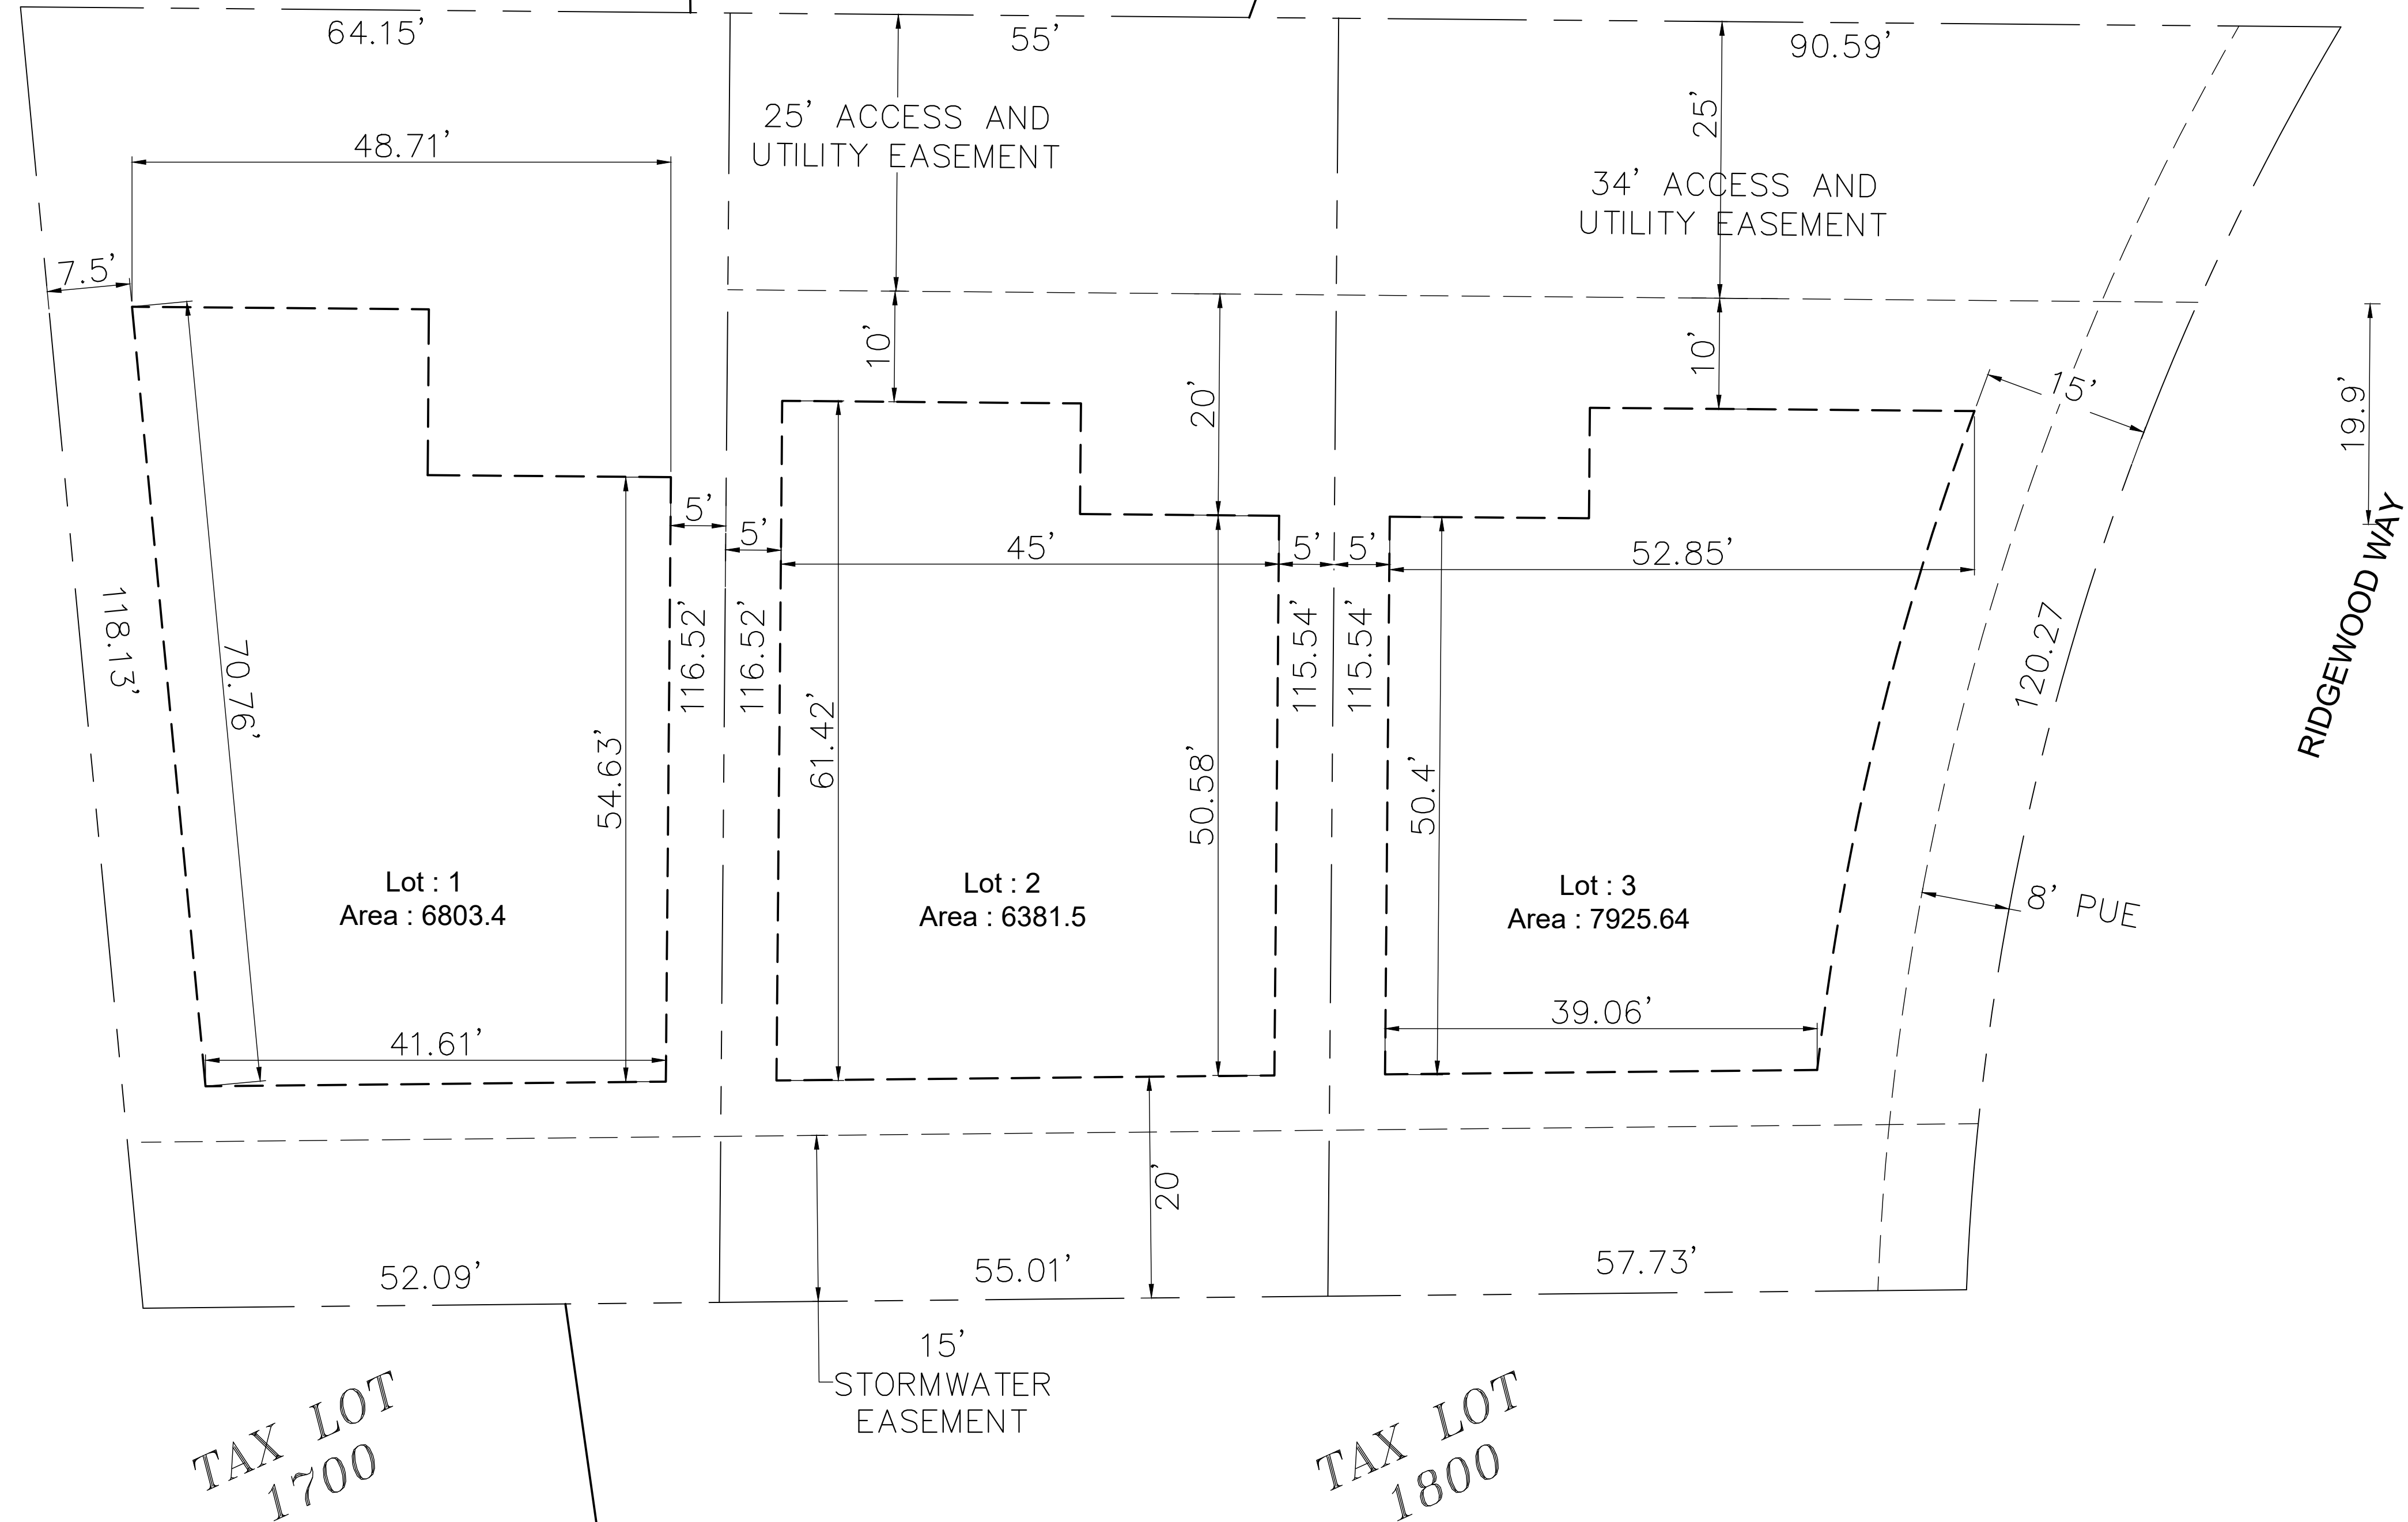 64.15'
55'
90.59'
25' ACCESS AND
UTILITY EASEMENT
25'
48.71'
34' ACCESS AND
UTILITY EASEMENT
7.5'
10'
20'
10'
15'
19.9'
5'
5'
45'
5'
5'
52.85'
RIDGEWOOD WAY
118.13'
70.76'
54.63'
116.52'
116.52'
61.42'
50.58'
115.54'
115.54'
50.4'
120.27
Lot : 1
Area : 6803.4
Lot : 2
Area : 6381.5
Lot : 3
Area : 7925.64
8' PUE
41.61'
39.06'
20'
52.09'
55.01'
57.73'
15'
STORMWATER
EASEMENT
TAX LOT
1700
TAX LOT
1800